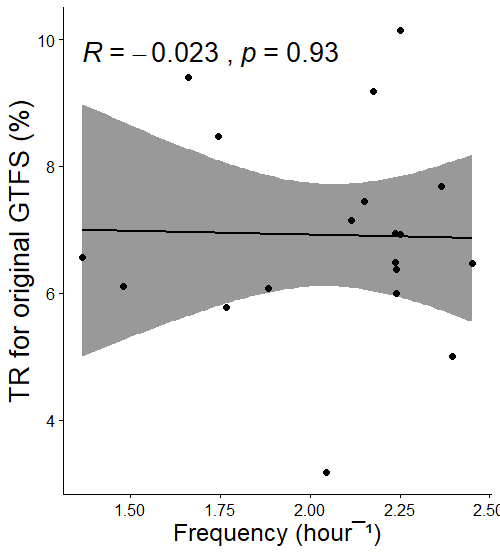 R = −0.023 , p = 0.93
TR for original GTFS (%)
10
8
6
4
1.50 1.75 2.00 2.25 2.50
Frequency (hour⁻¹)